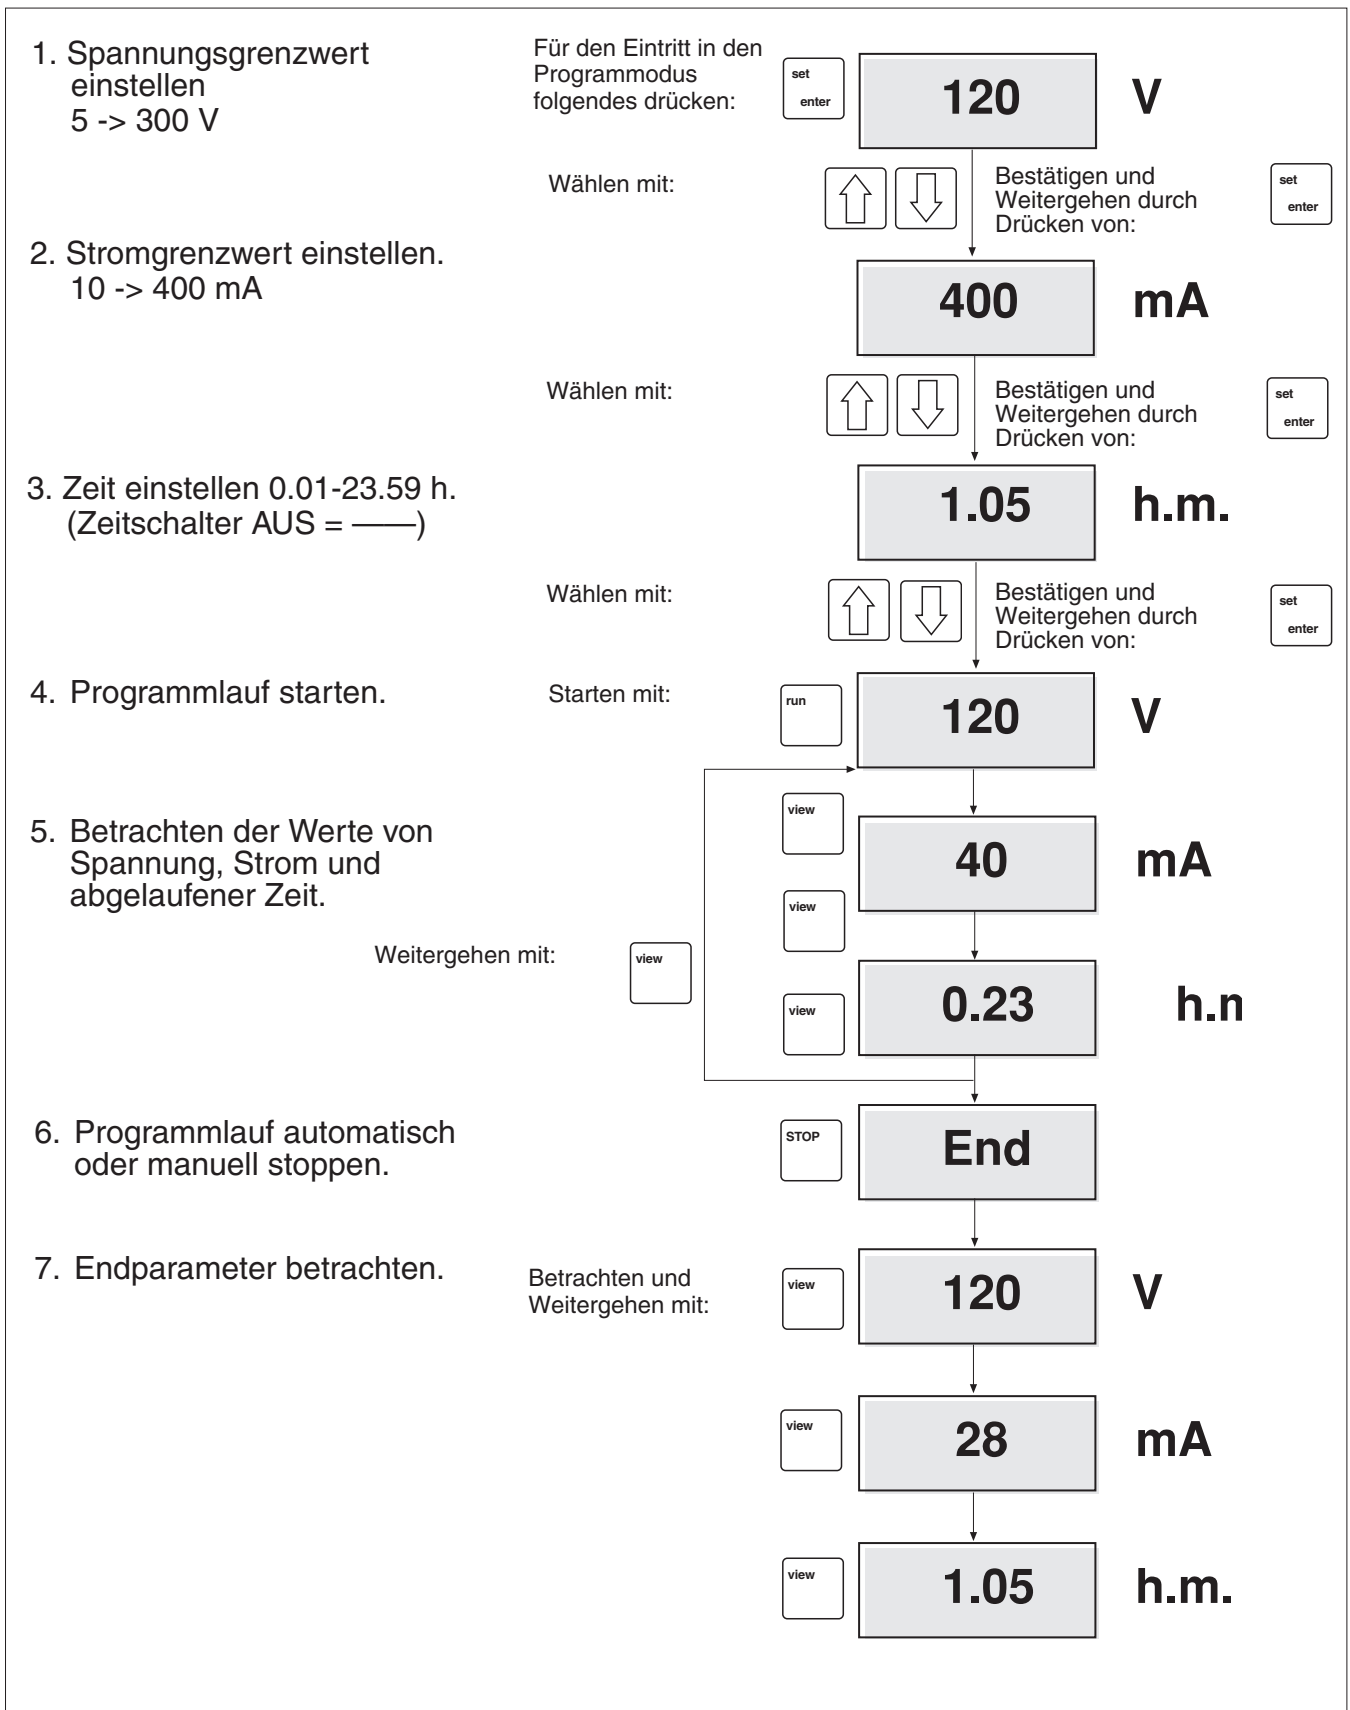 1. Spannungsgrenzwert
einstellen
5 -> 300 V
Für den Eintritt in den
Programmodus
folgendes drücken:
set
enter
120
V
Wählen mit:
Bestätigen und
Weitergehen durch
Drücken von:
set
enter
2. Stromgrenzwert einstellen.
10 -> 400 mA
400
mA
Wählen mit:
Bestätigen und
Weitergehen durch
Drücken von:
set
enter
3. Zeit einstellen 0.01-23.59 h.
(Zeitschalter AUS = ——)
1.05
h.m.
Wählen mit:
Bestätigen und
Weitergehen durch
Drücken von:
set
enter
4. Programmlauf starten.
Starten mit:
run
120
V
5. Betrachten der Werte von
Spannung, Strom und
abgelaufener Zeit.
view
40
mA
view
Weitergehen mit:
view
view
0.23
h.n
6. Programmlauf automatisch
oder manuell stoppen.
STOP
End
7. Endparameter betrachten.
Betrachten und
Weitergehen mit:
view
120
V
view
28
mA
view
1.05
h.m.